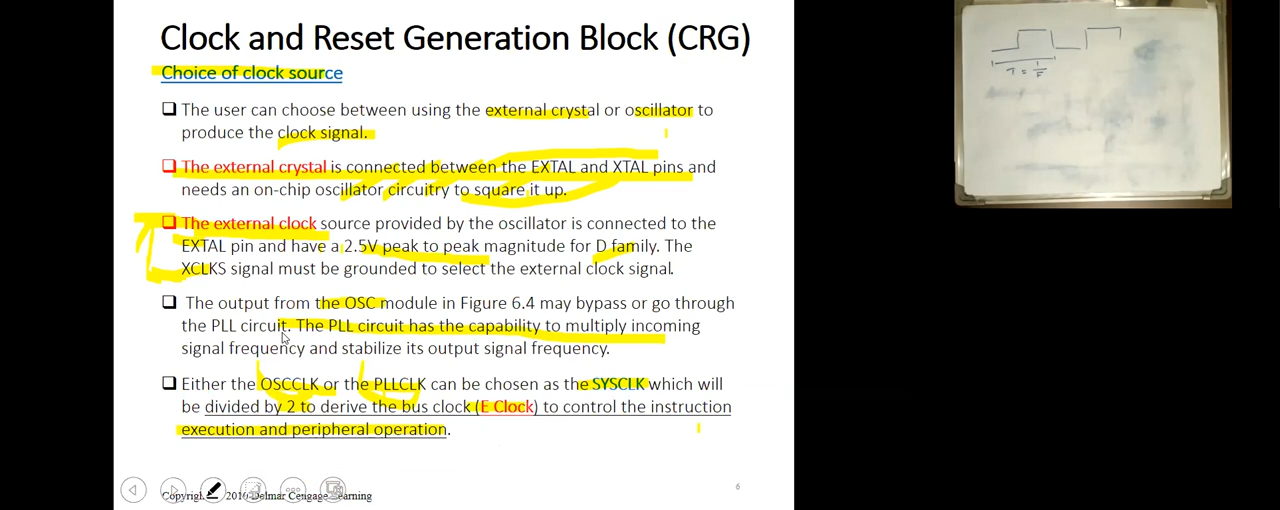 Clock and Reset Generation Block (CRG)
Choice of clock source
The user can choose between using the external crystal or oscillator to
produce the clock signal.
The external crystal is connected between the EXTAL and XTAL pins and
needs an on-chip oscillator circuitry to square it up.
The external clock source provided by the oscillator is connected to the
EXTAL pin and have a 2.5V peak to peak magnitude for D family. The
XCLKS signal must be grounded to select the external clock signal.
The output from the OSC module in Figure 6.4 may bypass or go through
the PLL circuit. The PLL circuit has the capability to multiply incoming
signal frequency and stabilize its output signal frequency.
Either the OSCCLK or the PLLCLK can be chosen as the SYSCLK which will
be divided by 2 to derive the bus clock (E Clock) to control the instruction
execution and peripheral operation.
6
T = 1/F